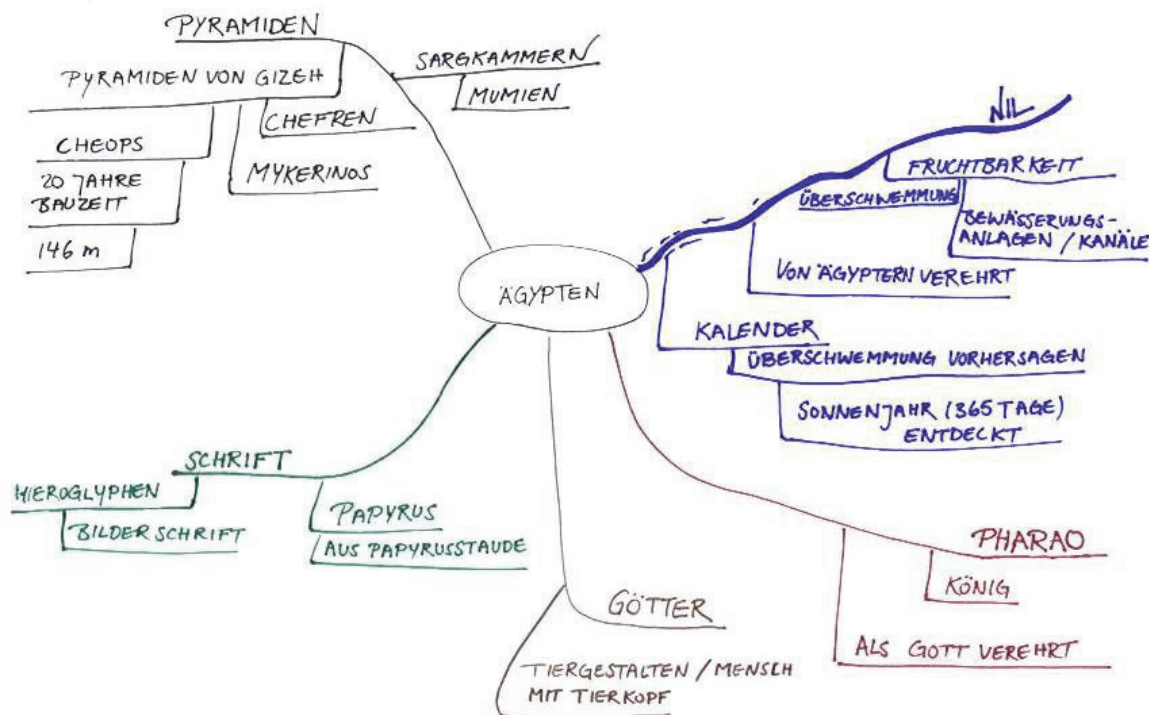 PYRAMIDEN
PYRAMIDEN VON GIZEH
CHEFREN
MYKERINOS
CHEOPS
20 JAHRE
BAUZEIT
146 m
SARGKAMMERN
MUMIEN
NIL
FRUCHTBARKEIT
ÜBERSCHWEMMUNG
BEWÄSSERUNGS-
ANLAGEN / KANÄLE
VON ÄGYPTERN VEREHRT
KALENDER
ÜBERSCHWEMMUNG VORHERSAGEN
SONNENJAHR (365 TAGE)
ENTDECKT
ÄGYPTEN
SCHRIFT
HIEROGLYPHEN
BILDERSCHRIFT
PAPYRUS
AUS PAPYRUSSTAUDE
GÖTTER
TIERGESTALTEN / MENSCH
MIT TIERKOPF
PHARAO
KÖNIG
ALS GOTT VEREHRT